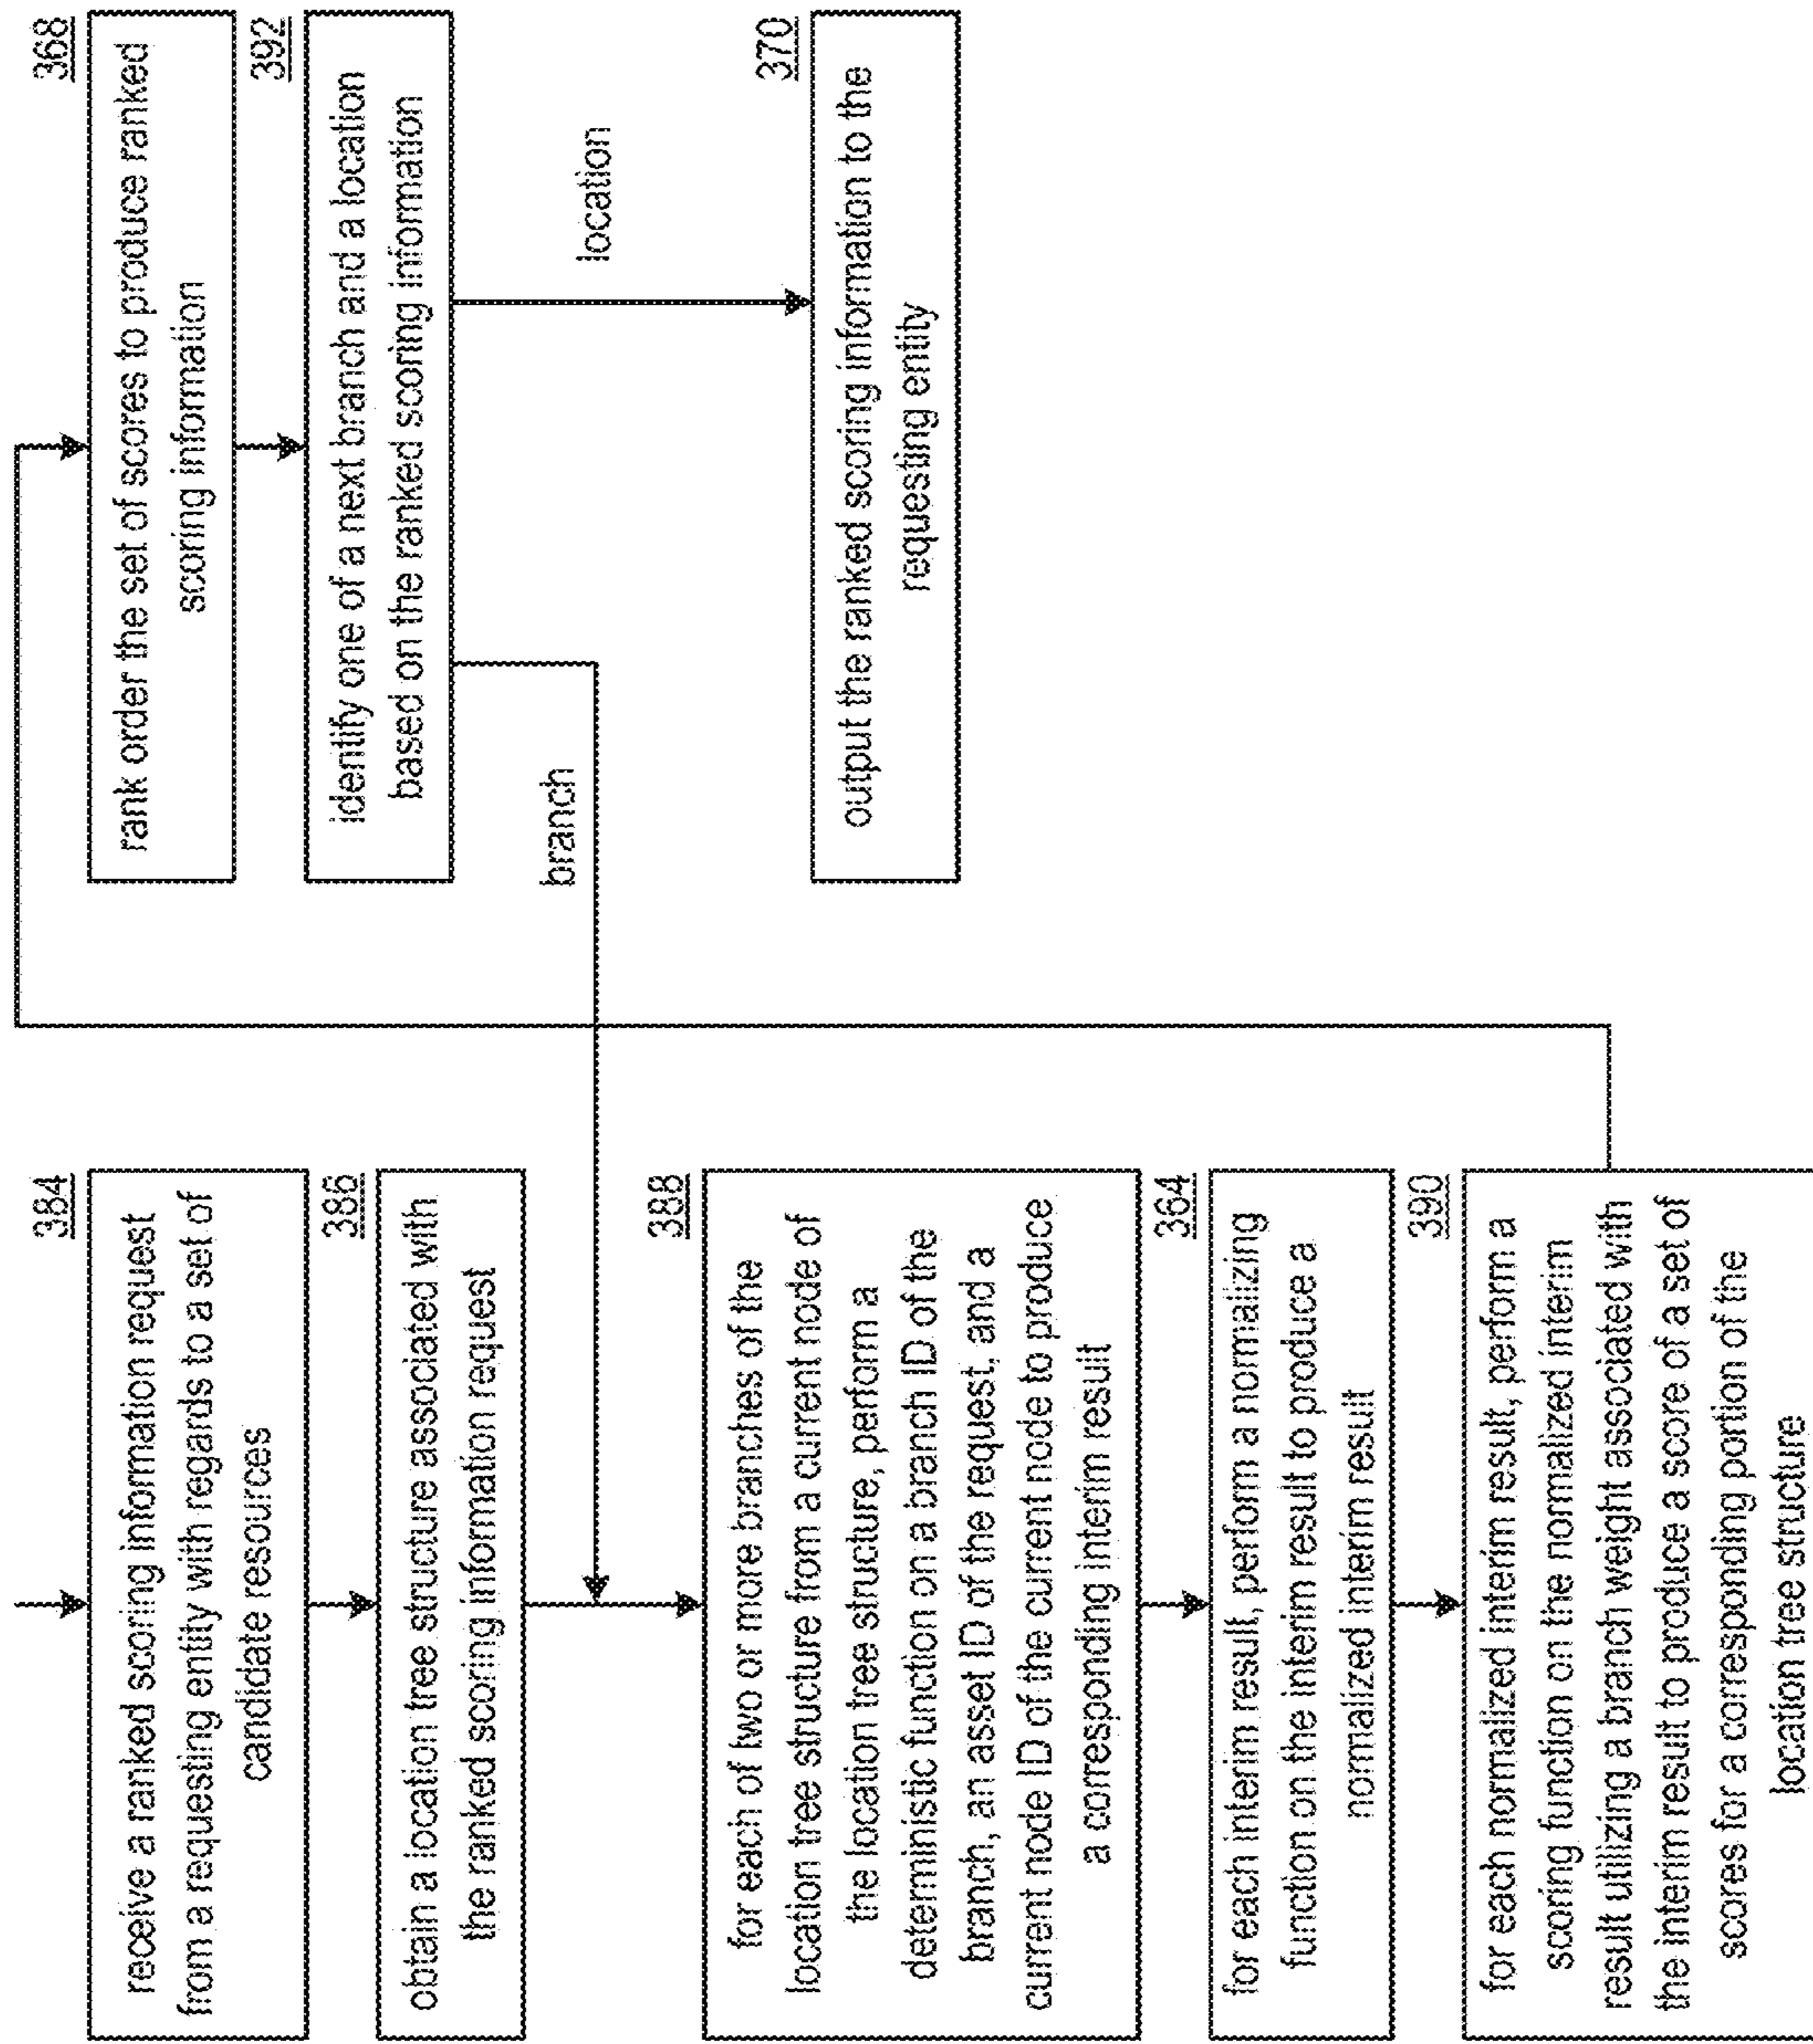 384
receive a ranked scoring information request
from a requesting entity with regards to a set of
candidate resources
386
obtain a location tree structure associated with
the ranked scoring information request
388
for each of two or more branches of the
location tree structure from a current node of
the location tree structure, perform a
deterministic function on a branch ID of the
branch, an asset ID of the request, and a
current node ID of the current node to produce
a corresponding interim result
364
for each interim result, perform a normalizing
function on the interim result to produce a
normalized interim result
390
for each normalized interim result, perform a
scoring function on the normalized interim
result utilizing a branch weight associated with
the interim result to produce a score of a set of
scores for a corresponding portion of the
location tree structure
368
rank order the set of scores to produce ranked
scoring information
392
identify one of a next branch and a location
based on the ranked scoring information
branch
location
370
output the ranked scoring information to the
requesting entity